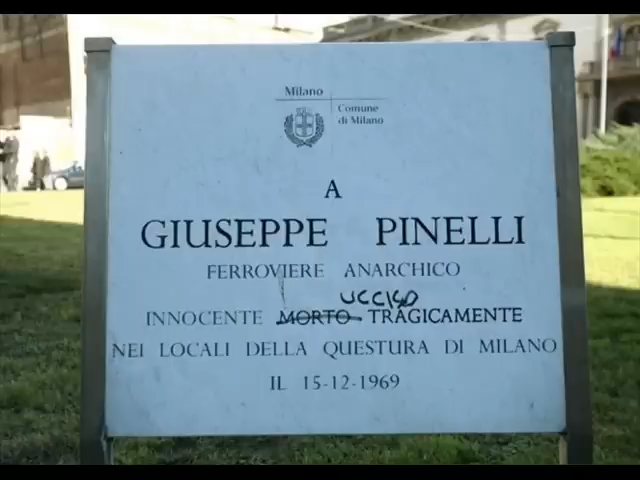 Milano
Comune
di Milano
A
GIUSEPPE PINELLI
FERROVIERE ANARCHICO
UCCISO
INNOCENTE MORTO TRAGICAMENTE
NEI LOCALI DELLA QUESTURA DI MILANO
IL 15-12-1969